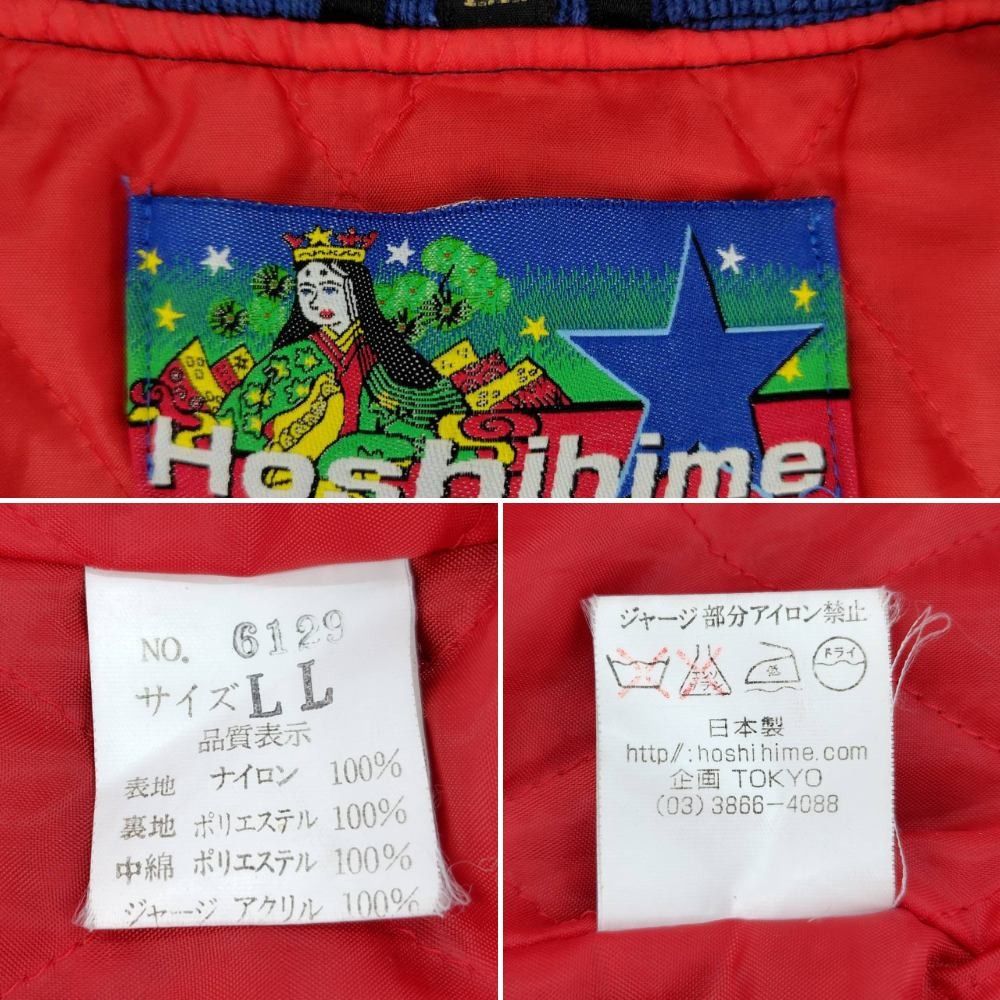 Hoshihime
NO. 6129
サイズ LL
品質表示
表地 ナイロン 100%
裏地 ポリエステル 100%
中綿 ポリエステル 100%
ジャージ アクリル 100%
ジャージ部分アイロン禁止
低 ドライ
日本製
http//:hoshihime.com
企画 TOKYO
(03) 3866-4088